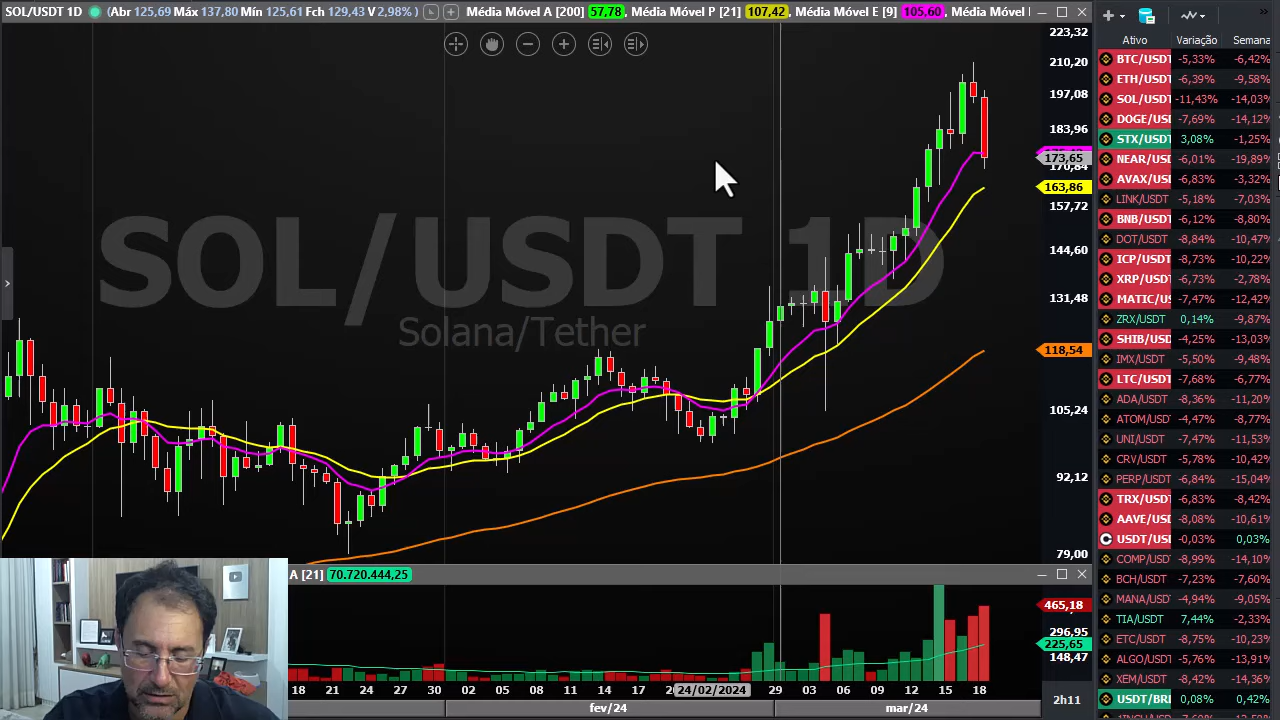 SOL/USDT 1D (Abr 125,69 Máx 137,80 Mín 125,61 Fch 129,43 V 2,98% ) Média Móvel A [200] 57,78 , Média Móvel P [21] 107,42 , Média Móvel E [9] 105,60 , Média Móvel
SOL/USDT 1D
Solana/Tether
223,32
210,20
197,08
183,96
173,65
170,84
163,86
157,72
144,60
131,48
118,54
105,24
92,12
79,00
A [21] 70.720.444,25
465,18
296,95
225,65
148,47
18 21 24 27 30 02 05 08 11 14 17 24/02/2024 29 03 06 09 12 15 18
fev/24 mar/24
2h11
Ativo Variação Semana
BTC/USDT -5,33% -6,42%
ETH/USDT -6,39% -9,58%
SOL/USDT -11,43% -14,03%
DOGE/USI -7,69% -14,12%
STX/USDT 3,08% -1,25%
NEAR/USD -6,01% -19,89%
AVAX/USD -6,83% -3,32%
LINK/USDT -5,18% -7,03%
BNB/USDT -6,12% -8,80%
DOT/USDT -8,84% -10,47%
ICP/USDT -8,73% -10,22%
XRP/USDT -6,73% -2,78%
MATIC/US -7,47% -12,42%
ZRX/USDT 0,14% -9,87%
SHIB/USD -4,25% -13,03%
IMX/USDT -5,50% -9,48%
LTC/USDT -7,68% -6,77%
ADA/USDT -8,36% -11,20%
ATOM/USDT -4,47% -8,77%
UNI/USDT -7,47% -11,53%
CRV/USDT -5,78% -10,42%
PERP/USDT -6,84% -15,04%
TRX/USDT -6,83% -8,42%
AAVE/USD -8,08% -10,61%
USDT/USD -0,03% 0,03%
COMP/USDT -8,99% -14,10%
BCH/USDT -7,23% -7,60%
MANA/USDT -4,94% -9,05%
TIA/USDT 7,44% -2,33%
ETC/USDT -8,75% -10,23%
ALGO/USDT -5,76% -13,91%
XEM/USDT -8,42% -14,36%
USDT/BRL 0,08% 0,42%